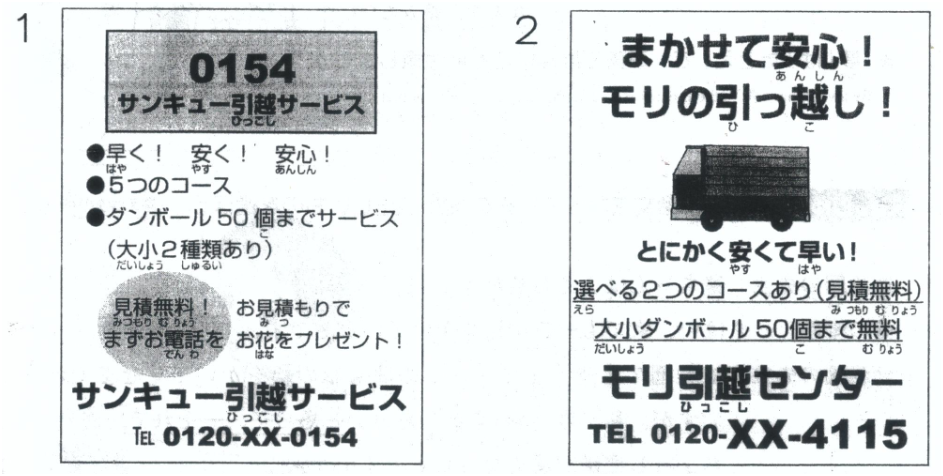 1
0154
サンキュー引越サービス
ひっこし
●早く! 安く! 安心!
はや やす あんしん
●5つのコース
●ダンボール50個までサービス
こ
(大小2種類あり)
だいしょう しゅるい
見積無料! お見積もりで
みつもり むりょう みつ
まずお電話を お花をプレゼント!
でんわ はな
サンキュー引越サービス
ひっこし
TEL 0120-XX-0154
2
まかせて安心!
あんしん
モリの引っ越し!
ひ こ
とにかく安くて早い!
やす はや
選べる2つのコースあり(見積無料)
えら みつもり むりょう
大小ダンボール50個まで無料
だいしょう こ むりょう
モリ引越センター
ひっこし
TEL 0120-XX-4115